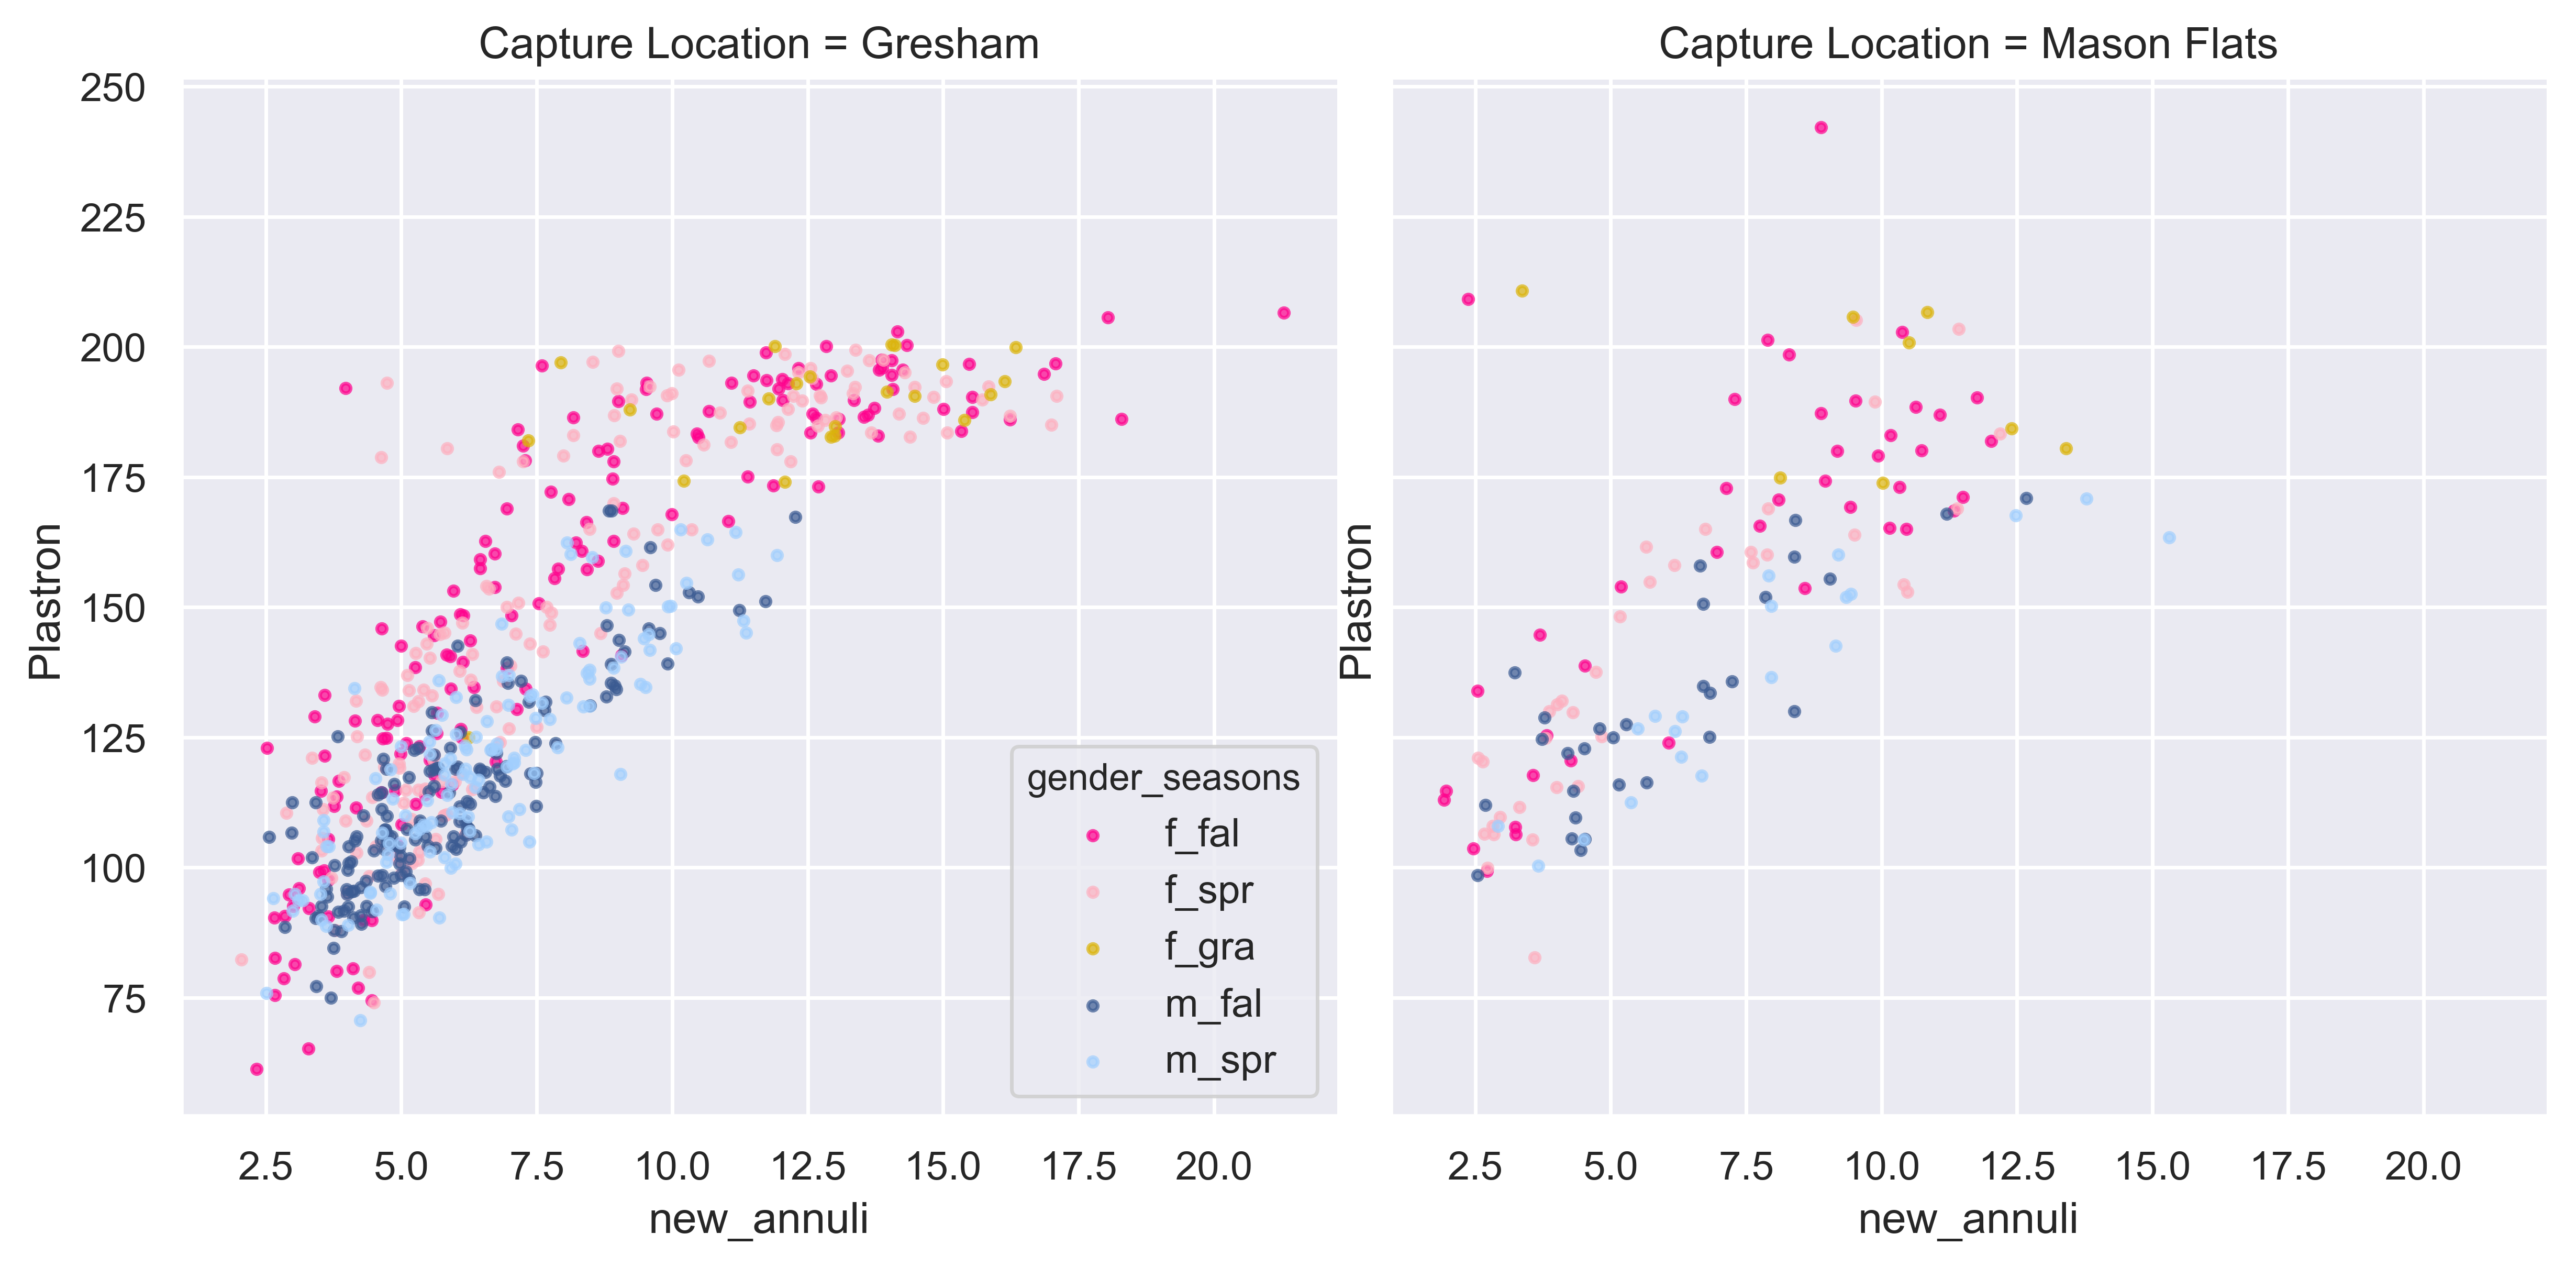 Capture Location = Gresham
Capture Location = Mason Flats
250
225
200
175
150
125
100
75
Plastron
Plastron
gender_seasons
f_fal
f_spr
f_gra
m_fal
m_spr
2.5 5.0 7.5 10.0 12.5 15.0 17.5 20.0
2.5 5.0 7.5 10.0 12.5 15.0 17.5 20.0
new_annuli
new_annuli